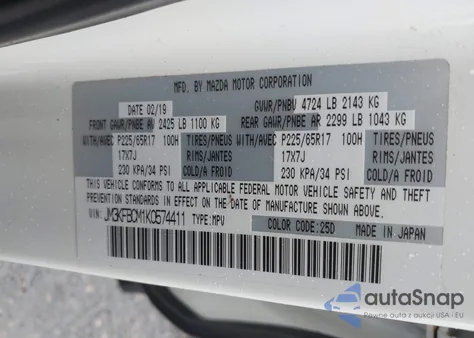 MFD. BY MAZDA MOTOR CORPORATION
DATE 02/19 GVWR/PNBV 4724 LB 2143 KG
FRONT GAWR/PNBE AV 2425 LB 1100 KG REAR GAWR/PNBE AR 2299 LB 1043 KG
WITH/AVEC P225/65R17 100H TIRES/PNEUS WITH/AVEC P225/65R17 100H TIRES/PNEUS
17X7J RIMS/JANTES 17X7J RIMS/JANTES
230 KPA/34 PSI COLD/A FROID 230 KPA/34 PSI COLD/A FROID
THIS VEHICLE CONFORMS TO ALL APPLICABLE FEDERAL MOTOR VEHICLE SAFETY AND
THEFT PREVENTION STANDARDS IN EFFECT ON THE DATE OF MANUFACTURE SHOWN ABOVE.
VIN: JM3KFBCM1K0574411 TYPE: MPV COLOR CODE: 25D MADE IN JAPAN
autoSnap
Pewne auto z aukcji USA - EU